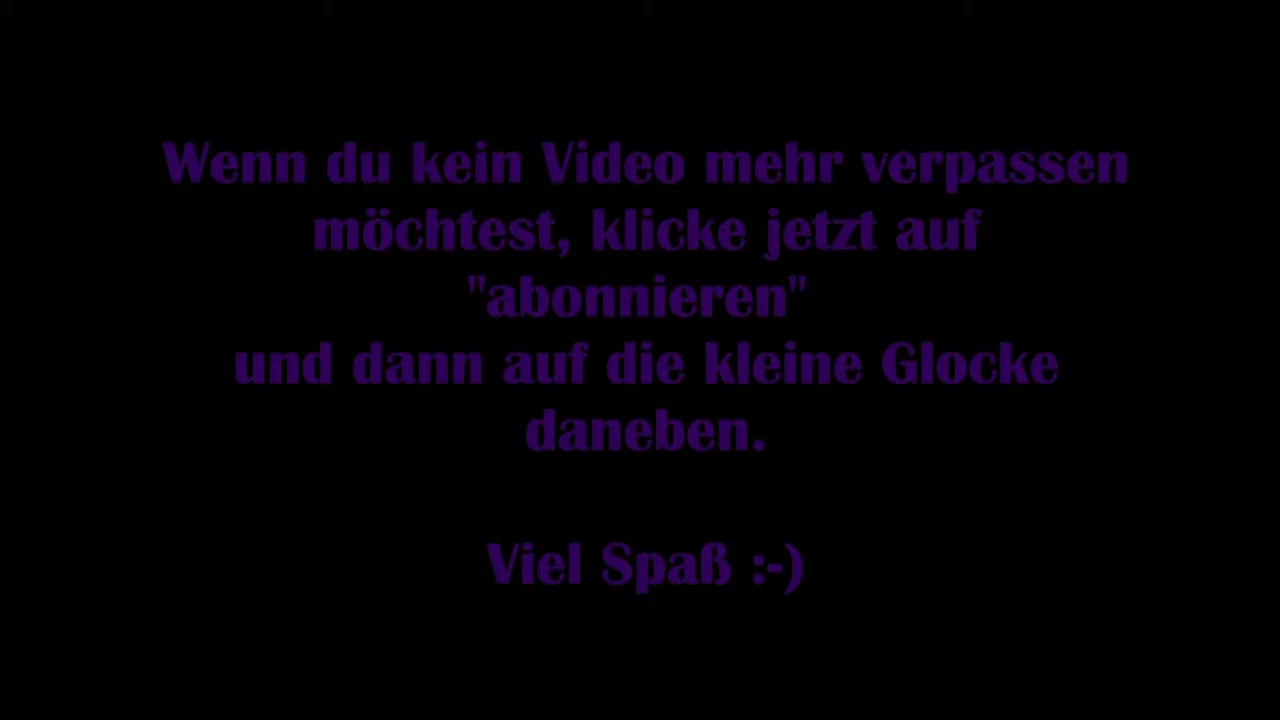 Wenn du kein Video mehr verpassen
möchtest, klicke jetzt auf
"abonnieren"
und dann auf die kleine Glocke
daneben.
Viel Spaß :-)